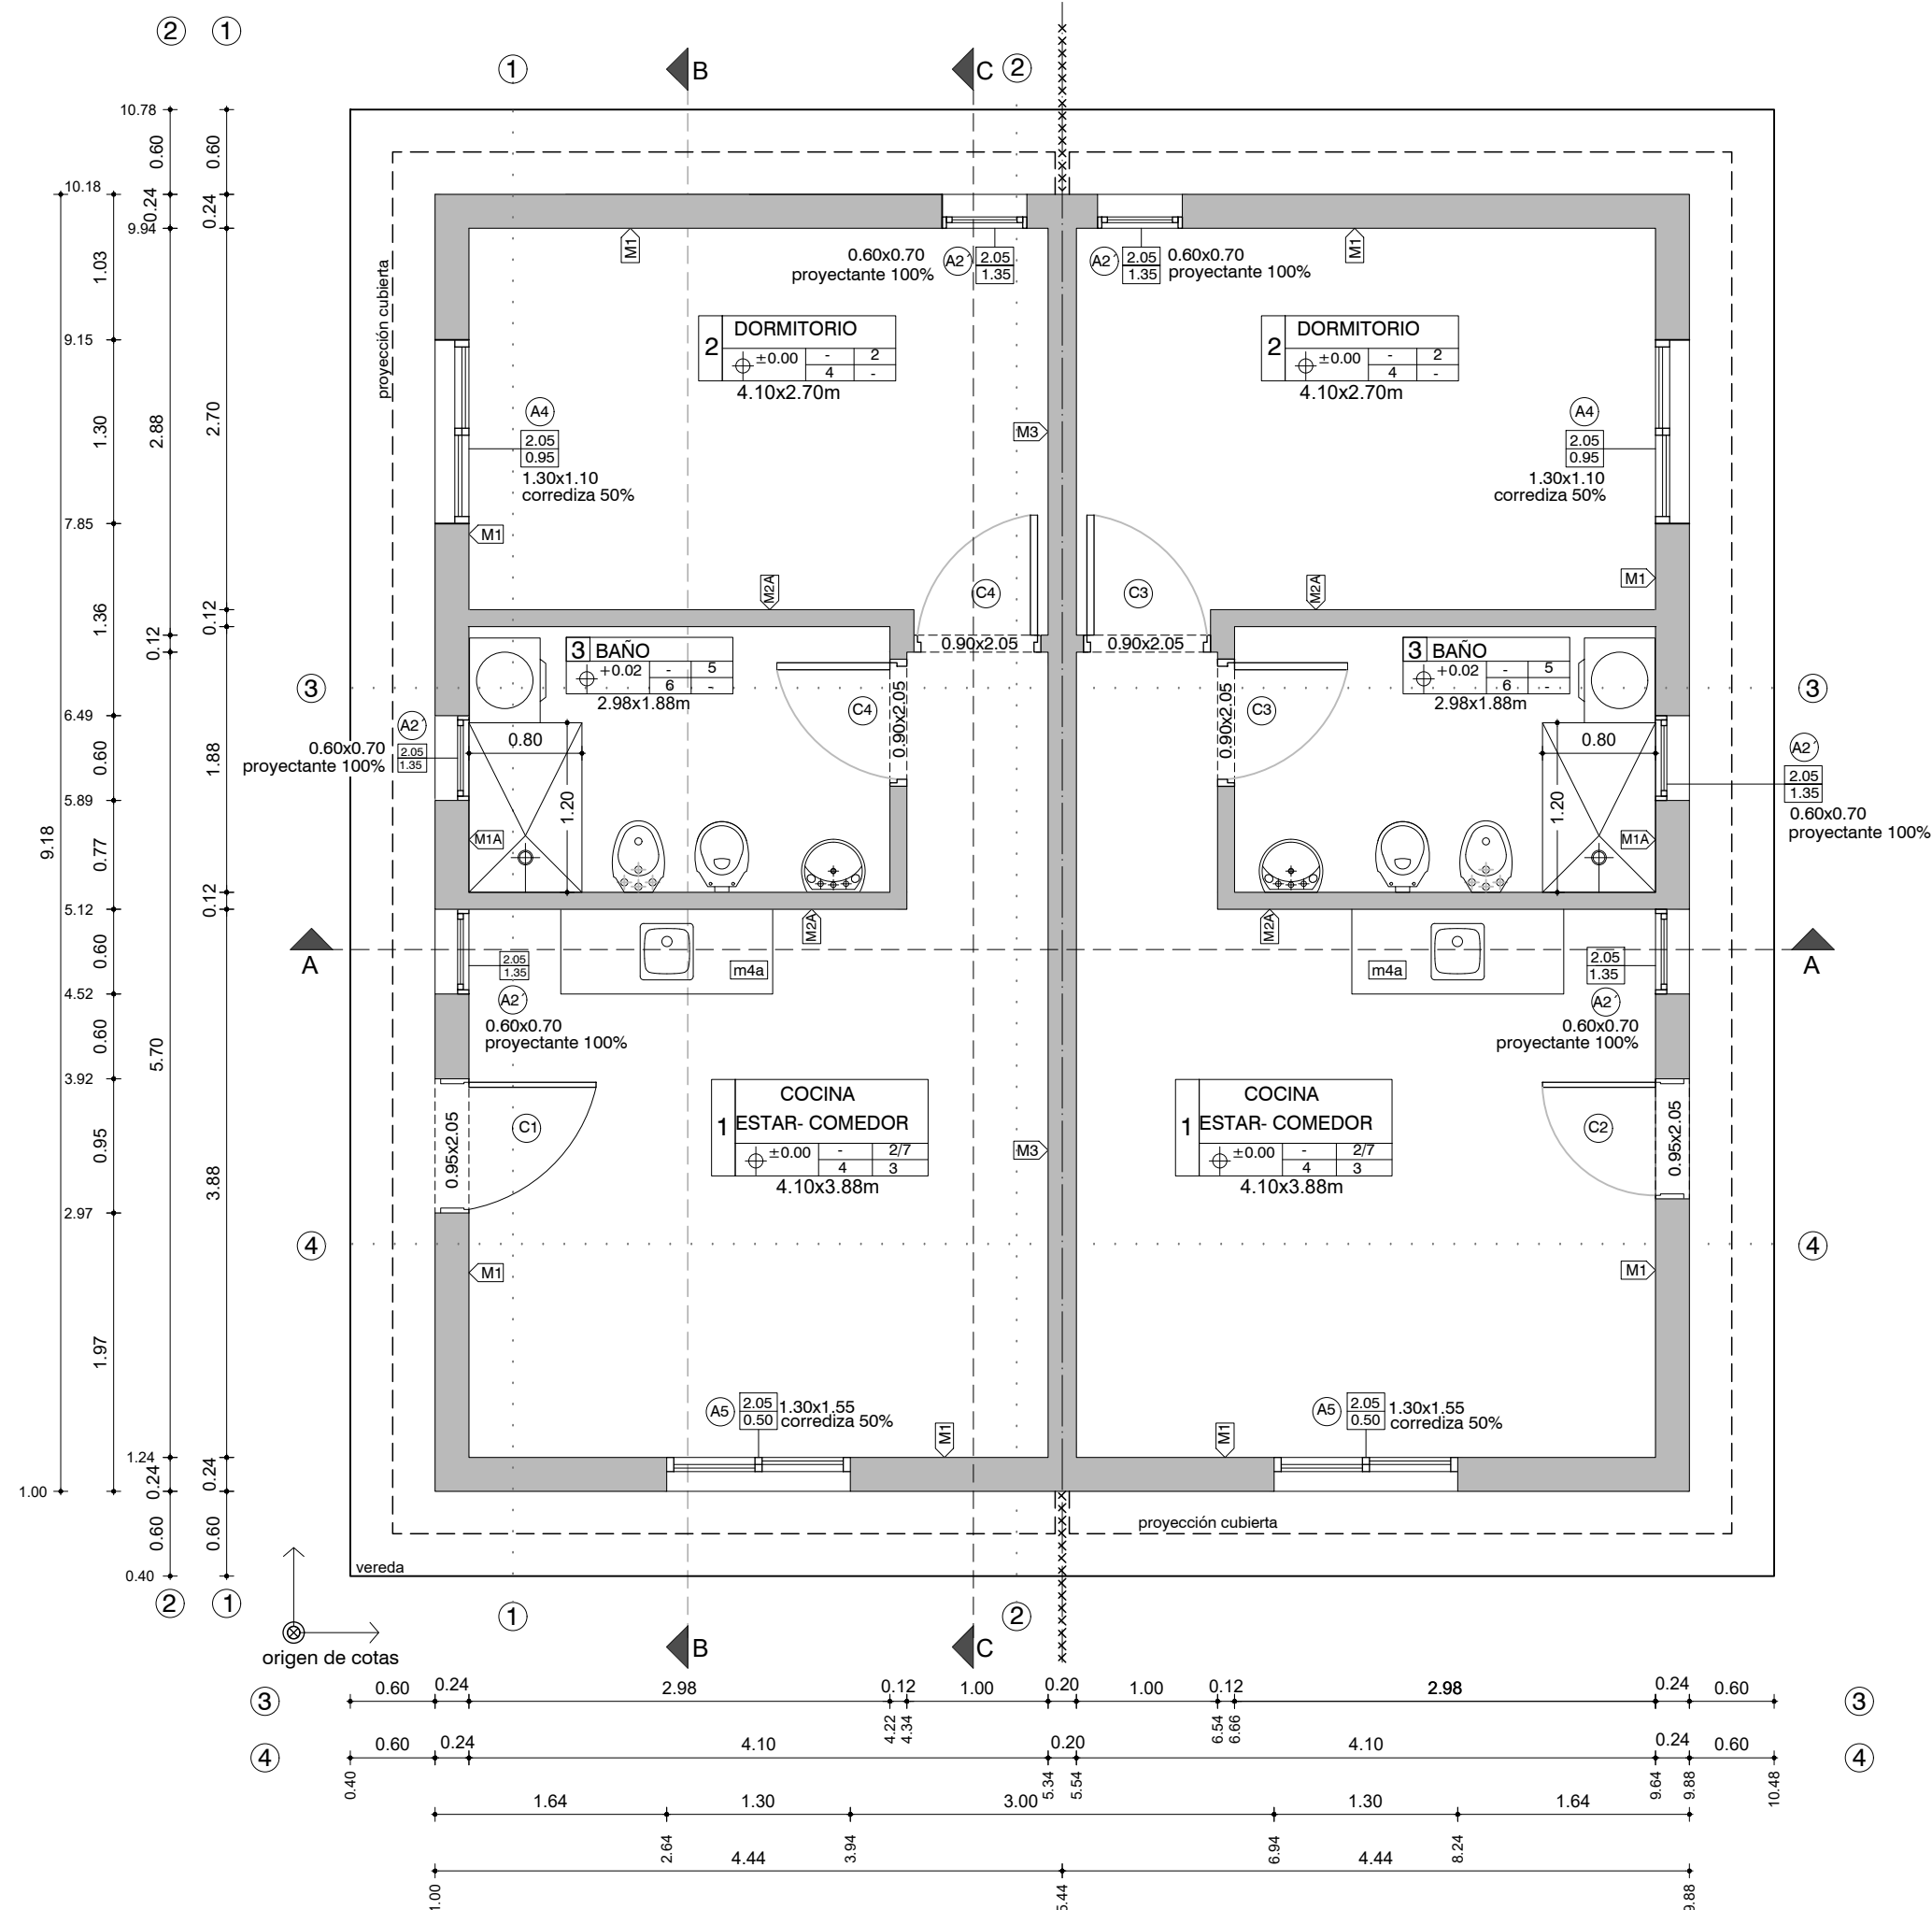 2 1
1 B C 2
10.78
0.60 0.60
10.18
0.24 0.24
9.94
1.03
9.15
1.30 2.88 2.70
7.85
1.36 0.12
0.12
6.49
0.60 1.88
5.89
9.18 0.77
0.12
5.12
0.60
4.52
0.60 5.70
3.92
0.95 3.88
2.97
1.97
1.24
0.24 0.24
1.00
0.60 0.60
0.40
2 1
proyección cubierta
M1
0.60x0.70
proyectante 100%
A2´
2.05
1.35
A2´
2.05
1.35
0.60x0.70
proyectante 100%
M1
2 DORMITORIO
±0.00 - 2
4 -
4.10x2.70m
2 DORMITORIO
±0.00 - 2
4 -
4.10x2.70m
A4
2.05
0.95
1.30x1.10
corrediza 50%
M3
A4
2.05
0.95
1.30x1.10
corrediza 50%
M1
M2A
C4
C3
M2A
M1
0.90x2.05
0.90x2.05
3 BAÑO
+0.02 - 5
6 -
2.98x1.88m
3 BAÑO
+0.02 - 5
6 -
2.98x1.88m
3
3
C4
0.90x2.05
0.90x2.05
C3
A2´
0.60x0.70
proyectante 100%
2.05
1.35
0.80
1.20
M1A
0.80
1.20
M1A
A2´
2.05
1.35
0.60x0.70
proyectante 100%
M2A
M2A
A
A
2.05
1.35
A2´
0.60x0.70
proyectante 100%
m4a
m4a
2.05
1.35
A2´
0.60x0.70
proyectante 100%
0.95x2.05
C1
COCINA
1 ESTAR- COMEDOR
±0.00 - 2/7
4 3
4.10x3.88m
M3
COCINA
1 ESTAR- COMEDOR
±0.00 - 2/7
4 3
4.10x3.88m
C2
0.95x2.05
4
4
M1
M1
A5
2.05
0.50
1.30x1.55
corrediza 50%
M1
M1
A5
2.05
0.50
1.30x1.55
corrediza 50%
proyección cubierta
vereda
1 B C 2
origen de cotas
3 0.60 0.24 2.98 0.12 1.00 0.20 1.00 0.12 2.98 0.24 0.60 3
4.22 4.34 6.54 6.66
4 0.60 0.24 4.10 0.20 4.10 0.24 0.60 4
0.40 5.34 5.54 9.64 9.88 10.48
1.64 1.30 3.00 1.30 1.64
2.64 3.94 6.94 8.24
4.44 4.44
1.00 5.44 9.88